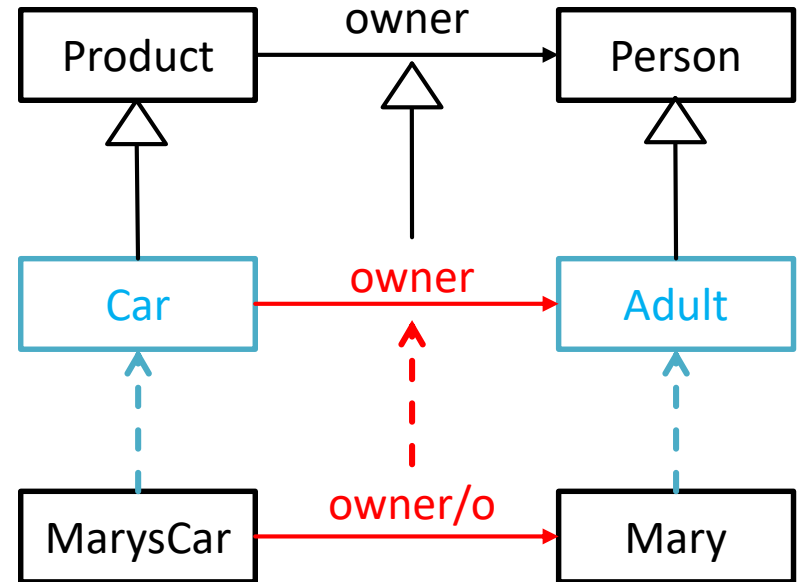 owner
Product
Person
owner
Car
Adult
owner/o
MarysCar
Mary